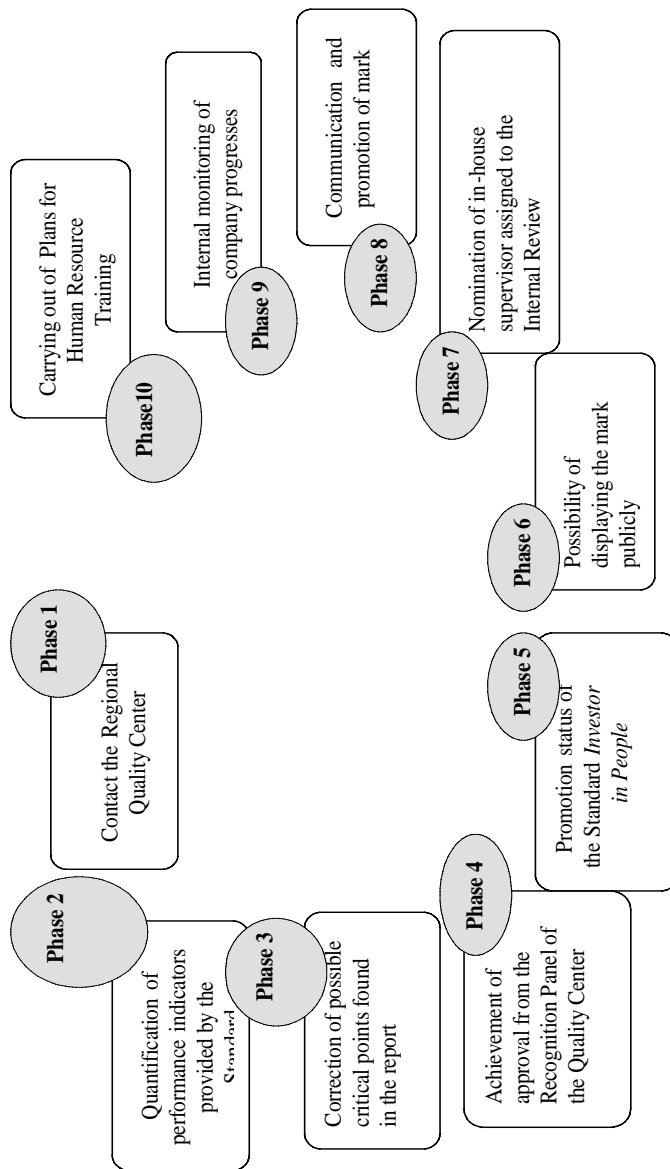 Phase 1
Contact the Regional
Quality Center
Phase 2
Quantification of
performance indicators
provided by the
Standard
Phase 3
Correction of possible
critical points found
in the report
Phase 4
Achievement of
approval from the
Recognition Panel of
the Quality Center
Phase 5
Promotion status of
the Standard Investor
in People
Phase 6
Possibility of
displaying the mark
publicly
Phase 7
Nomination of in-house
supervisor assigned to the
Internal Review
Phase 8
Communication and
promotion of mark
Phase 9
Internal monitoring of
company progresses
Phase10
Carrying out of Plans for
Human Resource
Training